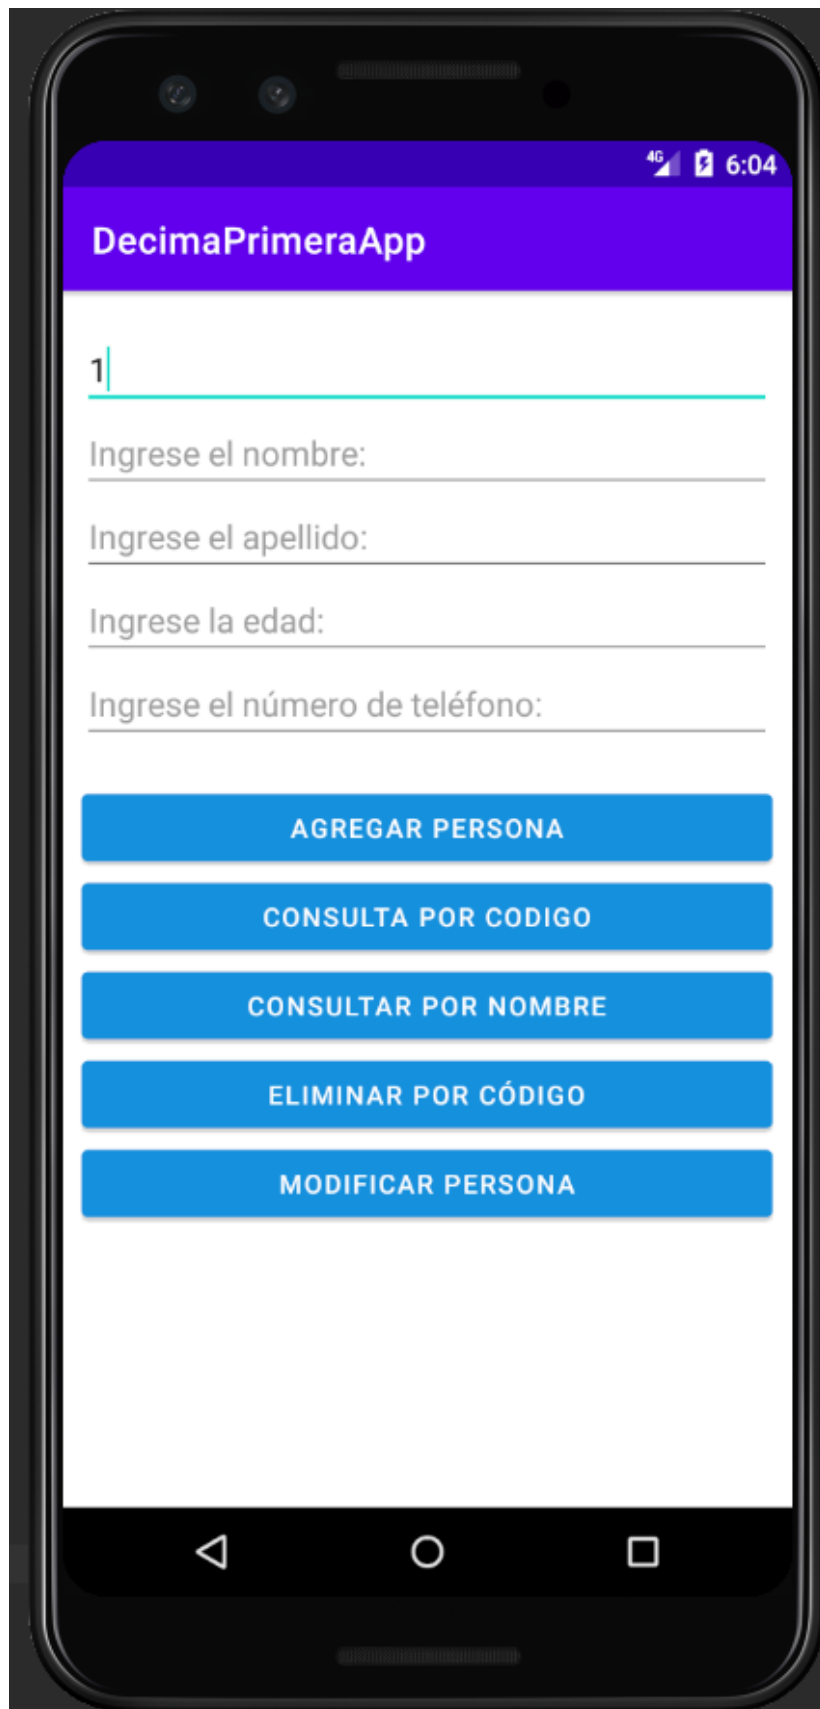 4G 6:04
DecimaPrimeraApp
1
Ingrese el nombre:
Ingrese el apellido:
Ingrese la edad:
Ingrese el número de teléfono:
AGREGAR PERSONA
CONSULTA POR CODIGO
CONSULTAR POR NOMBRE
ELIMINAR POR CÓDIGO
MODIFICAR PERSONA